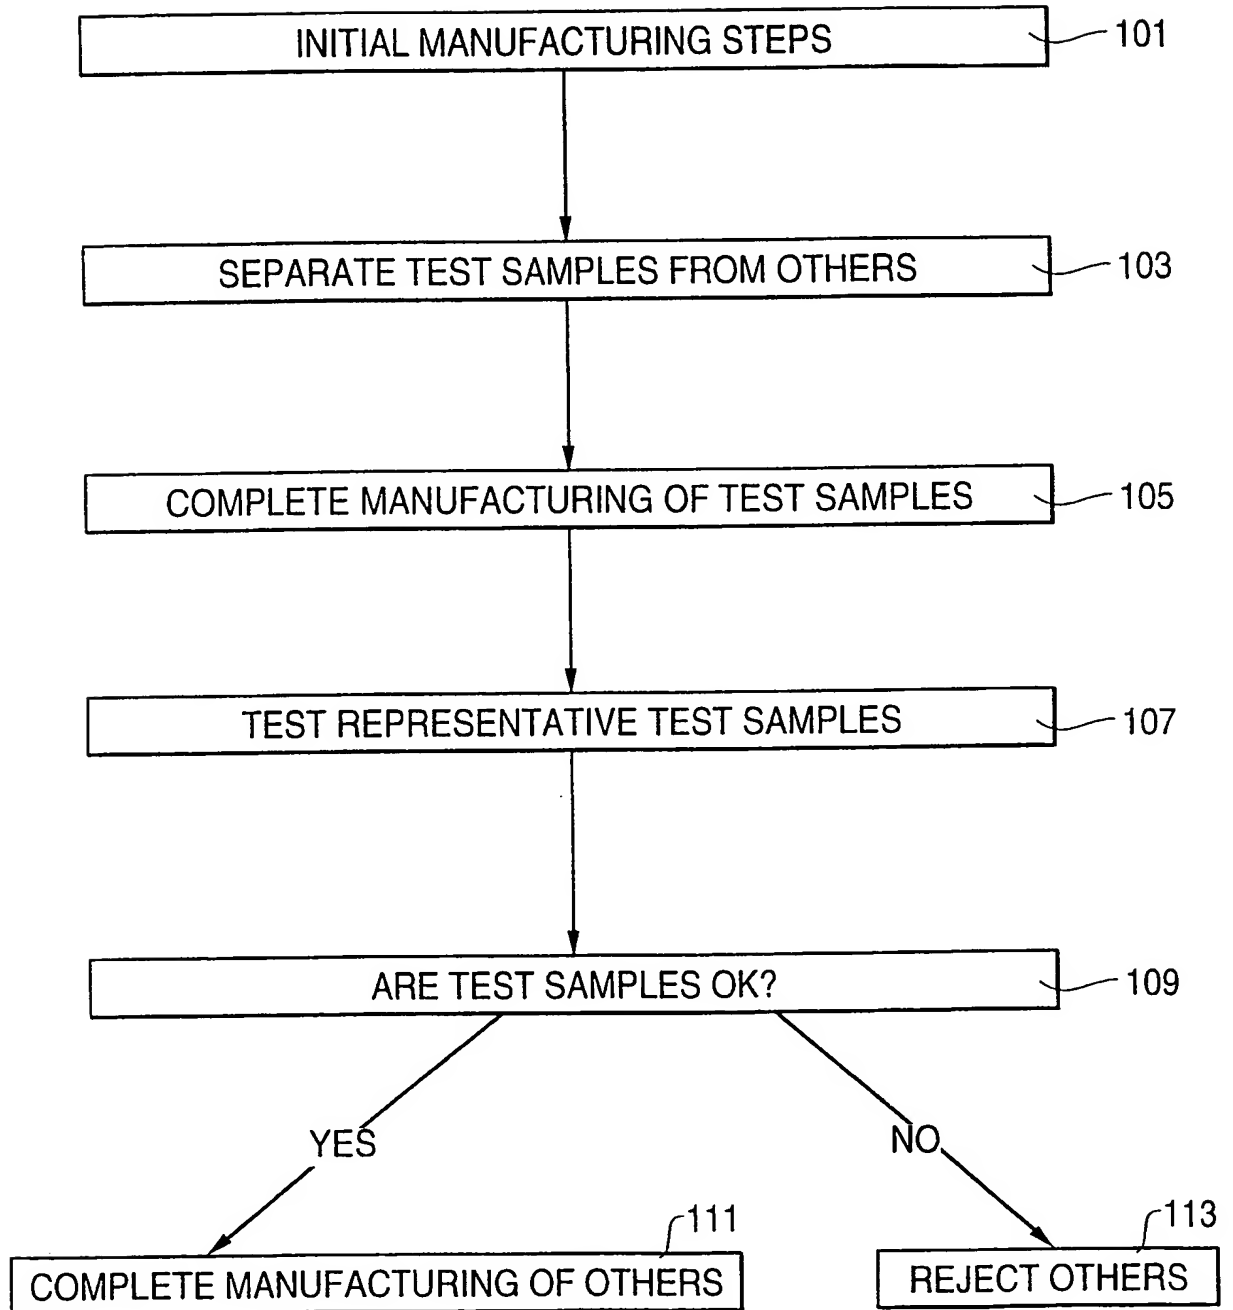 INITIAL MANUFACTURING STEPS 101
SEPARATE TEST SAMPLES FROM OTHERS 103
COMPLETE MANUFACTURING OF TEST SAMPLES 105
TEST REPRESENTATIVE TEST SAMPLES 107
ARE TEST SAMPLES OK? 109
YES NO
111 113
COMPLETE MANUFACTURING OF OTHERS REJECT OTHERS